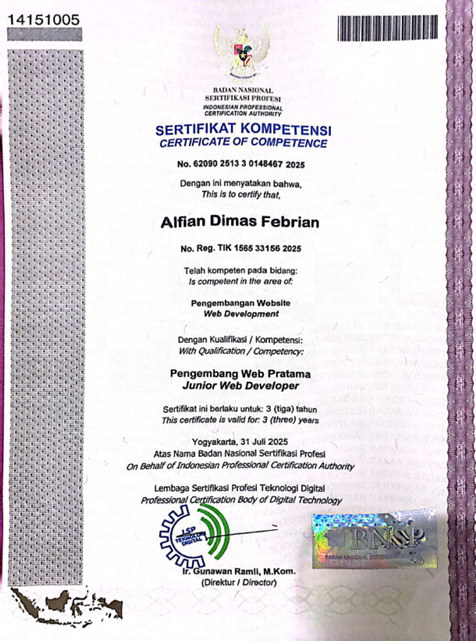 14151005
BADAN NASIONAL
SERTIFIKASI PROFESI
INDONESIAN PROFESSIONAL
CERTIFICATION AUTHORITY
SERTIFIKAT KOMPETENSI
CERTIFICATE OF COMPETENCE
No. 62090 2513 3 0148467 2025
Dengan ini menyatakan bahwa,
This is to certify that,
Alfian Dimas Febrian
No. Reg. TIK 1565 33156 2025
Telah kompeten pada bidang:
Is competent in the area of:
Pengembangan Website
Web Development
Dengan Kualifikasi / Kompetensi:
With Qualification / Competency:
Pengembang Web Pratama
Junior Web Developer
Sertifikat ini berlaku untuk: 3 (tiga) tahun
This certificate is valid for: 3 (three) years
Yogyakarta, 31 Juli 2025
Atas Nama Badan Nasional Sertifikasi Profesi
On Behalf of Indonesian Professional Certification Authority
Lembaga Sertifikasi Profesi Teknologi Digital
Professional Certification Body of Digital Technology
LSP
TEKNOLOGI
DIGITAL
BNSP
BADAN NASIONAL
Ir. Gunawan Ramli, M.Kom.
(Direktur / Director)